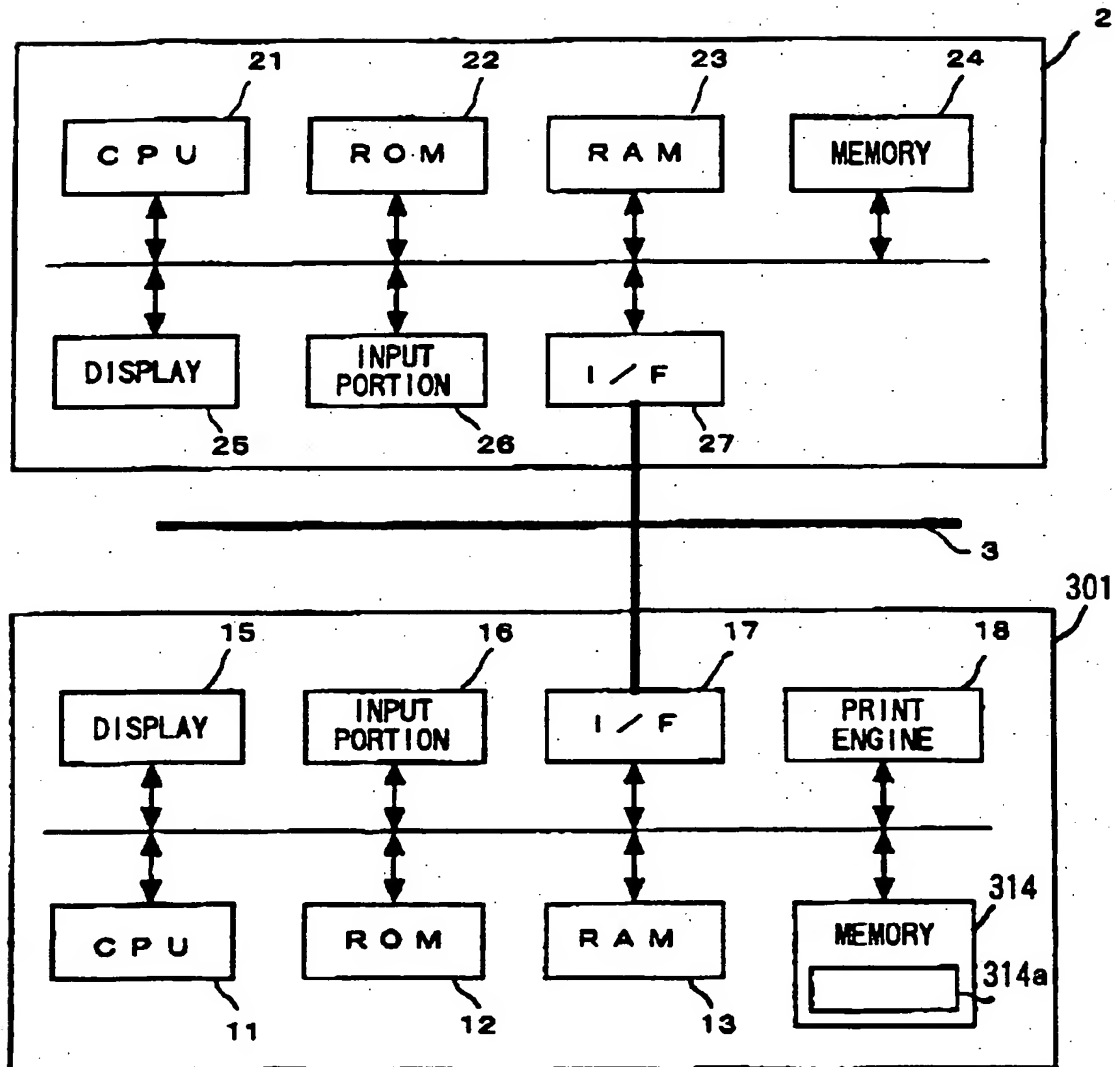 2
21 22 23 24
CPU ROM RAM MEMORY
DISPLAY INPUT PORTION I/F
25 26 27
3
301
15 16 17 18
DISPLAY INPUT PORTION I/F PRINT ENGINE
CPU ROM RAM MEMORY
314
314a
11 12 13